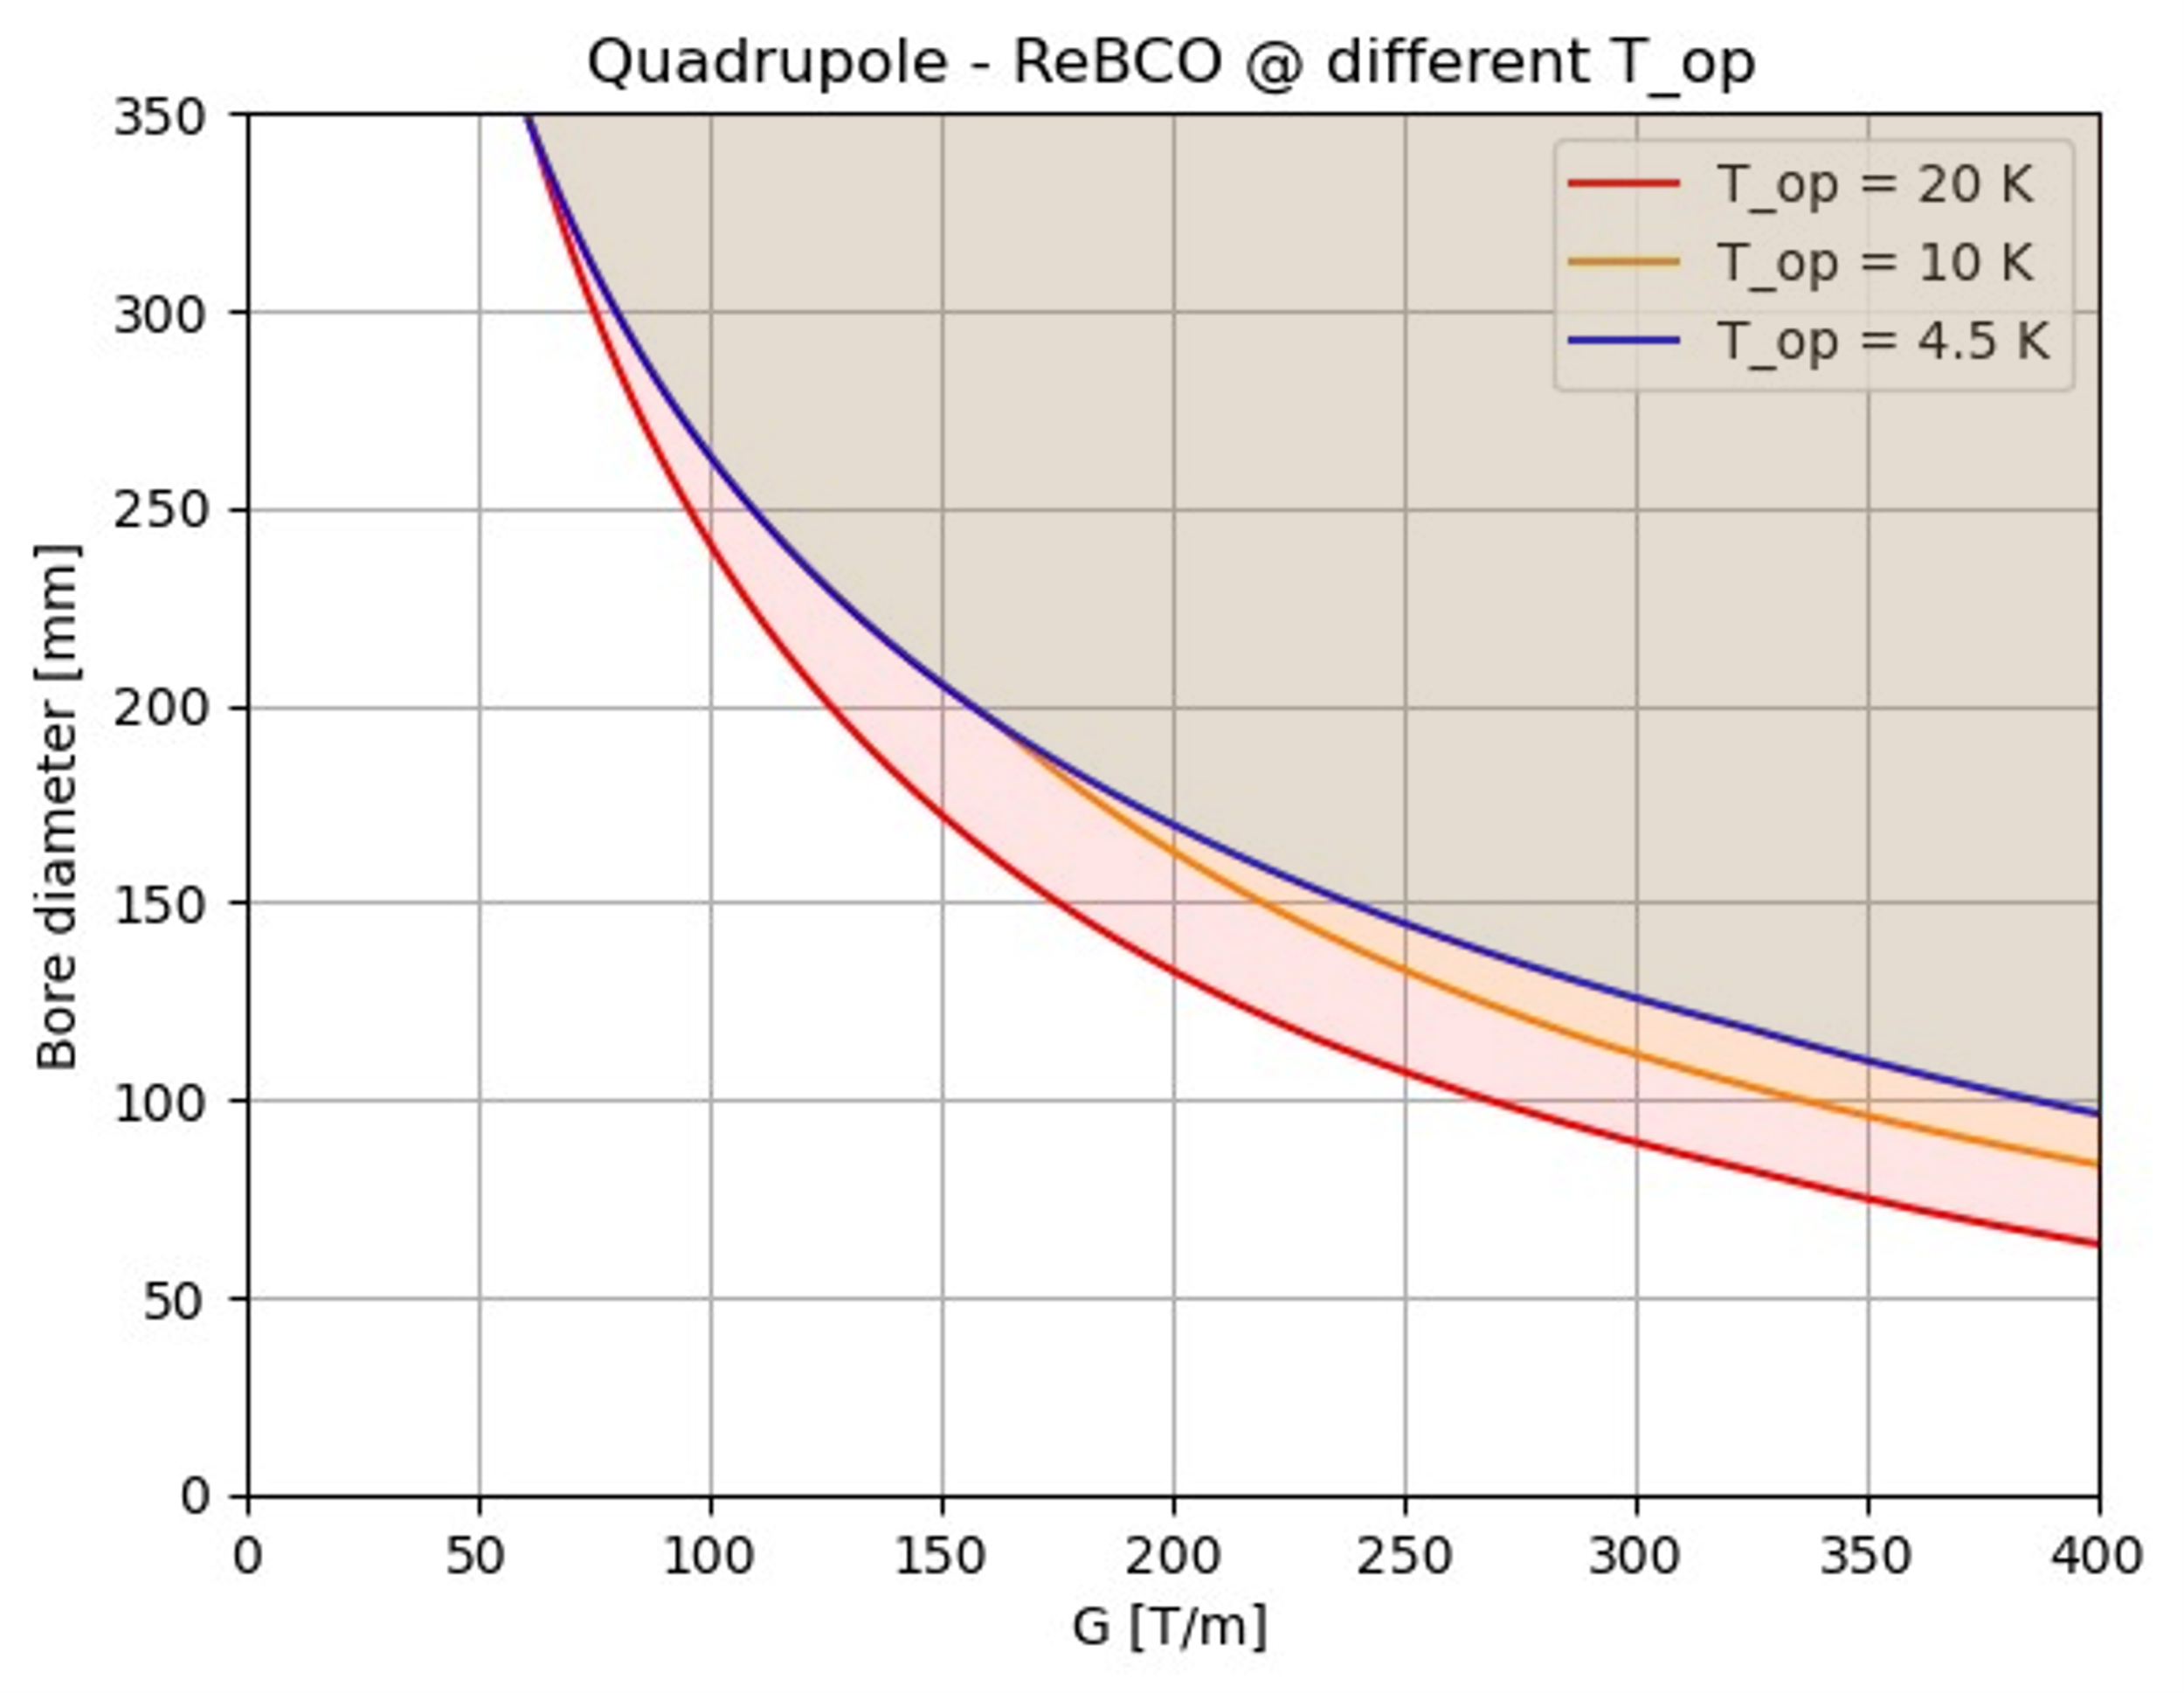 Quadrupole - ReBCO @ different T_op
350
300
250
200
150
100
50
0
Bore diameter [mm]
T_op = 20 K
T_op = 10 K
T_op = 4.5 K
0 50 100 150 200 250 300 350 400
G [T/m]